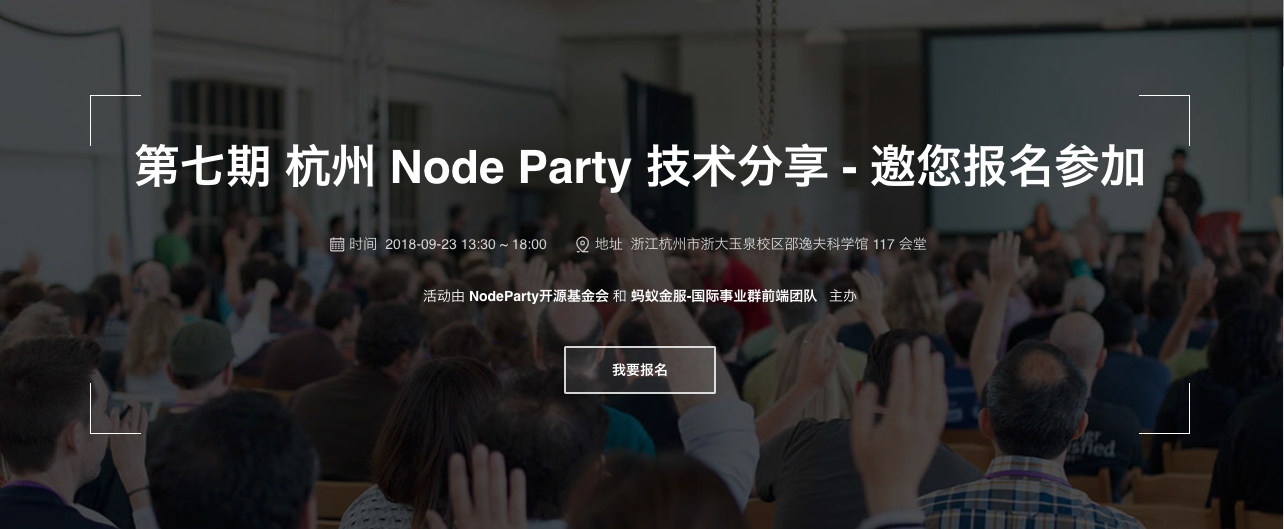 第七期 杭州 Node Party 技术分享 - 邀您报名参加
时间 2018-09-23 13:30 ~ 18:00 地址 浙江杭州市浙大玉泉校区邵逸夫科学馆 117 会堂
活动由 NodeParty开源基金会 和 蚂蚁金服-国际事业群前端团队 主办
我要报名